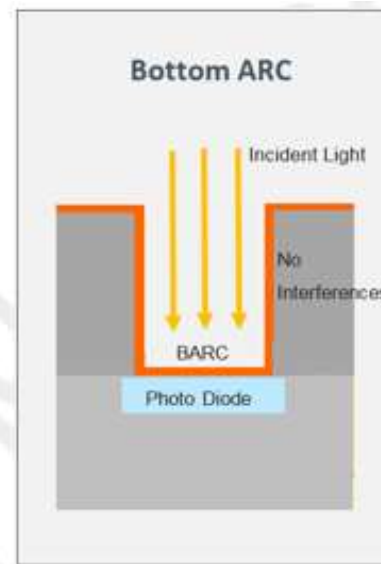 Bottom ARC
Incident Light
No
Interferences
BARC
Photo Diode